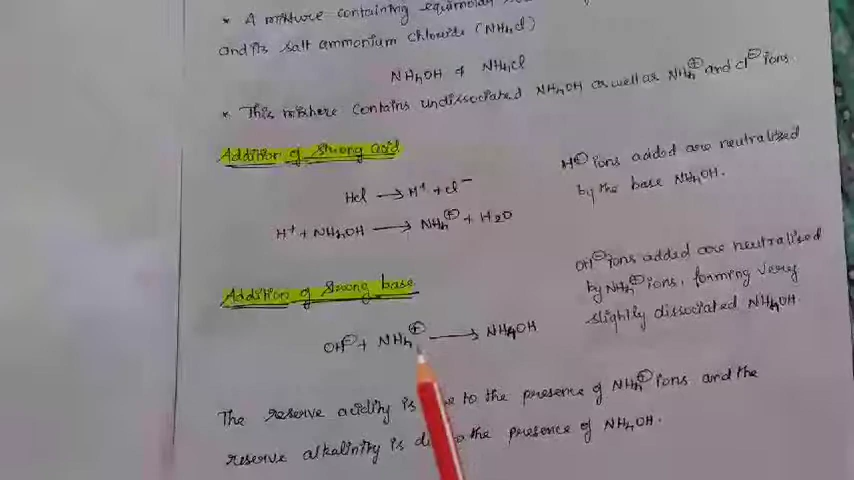 * A mixture containing equimolar
and its salt ammonium chloride (NH4Cl)
NH4OH + NH4Cl
* This mixture contains undissociated NH4OH as well as NH4⊕ and Cl⊖ ions.
Addition of strong acid
HCl → H+ + Cl−
H+ + NH4OH → NH4⊕ + H2O
H⊕ ions added are neutralized
by the base NH4OH.
Addition of strong base
OH⊖ + NH4⊕ → NH4OH
OH⊖ ions added are neutralised
by NH4⊕ ions, forming very
slightly dissociated NH4OH.
The reserve acidity is to the presence of NH4⊕ ions and the
reserve alkalinity is the presence of NH4OH.